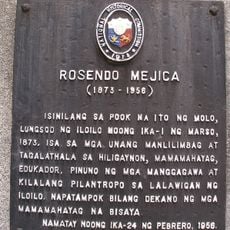 ROSENDO MEJICA
(1873 - 1956)
ISINILANG SA POOK NA ITO NG MOLO,
LUNGSOD NG ILOILO NOONG IKA-1 NG MARSO,
1873. ISA SA MGA UNANG MANLILIMBAG AT
TAGALATHALA SA HILIGAYNON, MAMAMAHAYAG,
EDUKADOR, PINUNO NG MGA MANGGAGAWA AT
KILALANG PILANTROPO SA LALAWIGAN NG
ILOILO. NAPATAMPOK BILANG DEKANO NG MGA
MAMAMAHAYAG NA BISAYA.
NAMATAY NOONG IKA-24 NG PEBRERO, 1956.